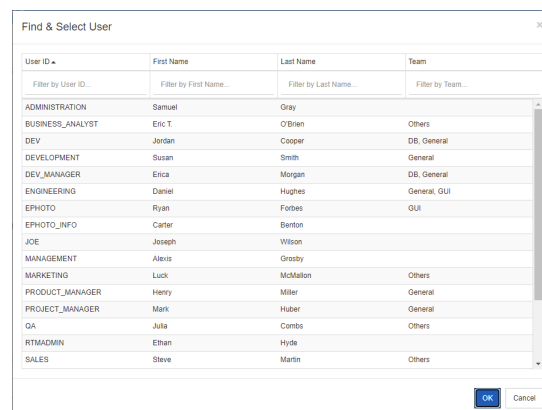 Find & Select User ×
User ID First Name Last Name Team
Filter by User ID... Filter by First Name... Filter by Last Name... Filter by Team...
ADMINISTRATION Samuel Gray
BUSINESS_ANALYST Eric T. O'Brien Others
DEV Jordan Cooper DB, General
DEVELOPMENT Susan Smith General
DEV_MANAGER Erica Morgan DB, General
ENGINEERING Daniel Hughes General, GUI
EPHOTO Ryan Forbes GUI
EPHOTO_INFO Carter Benton
JOE Joseph Wilson
MANAGEMENT Alexis Grosby
MARKETING Luck McMallon Others
PRODUCT_MANAGER Henry Miller General
PROJECT_MANAGER Mark Huber General
QA Julia Combs Others
RTMADMIN Ethan Hyde
SALES Steve Martin Others
OK Cancel